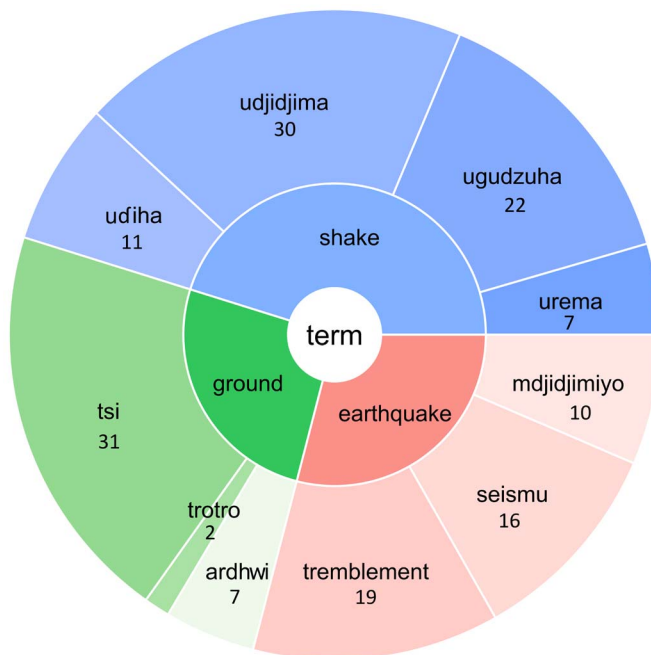 udjidjima
30
ugudzuha
22
uɗiha
11
shake
urema
7
term
ground
earthquake
mdjidjimiyo
10
tsi
31
seismu
16
trotro
2
ardhwi
7
tremblement
19